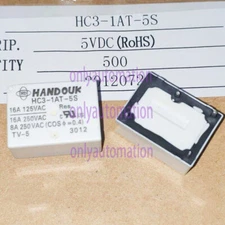 HC3-1AT-5S
RIP. 5VDC(RoHS)
TITY 500
2012075
onlyautomation
HANDOUK
HC3-1AT-5S
16A 125VAC
16A 250VAC
8A 250VAC (COSφ=0.4)
TV-5 3012
onlyautomation
onlyautomation